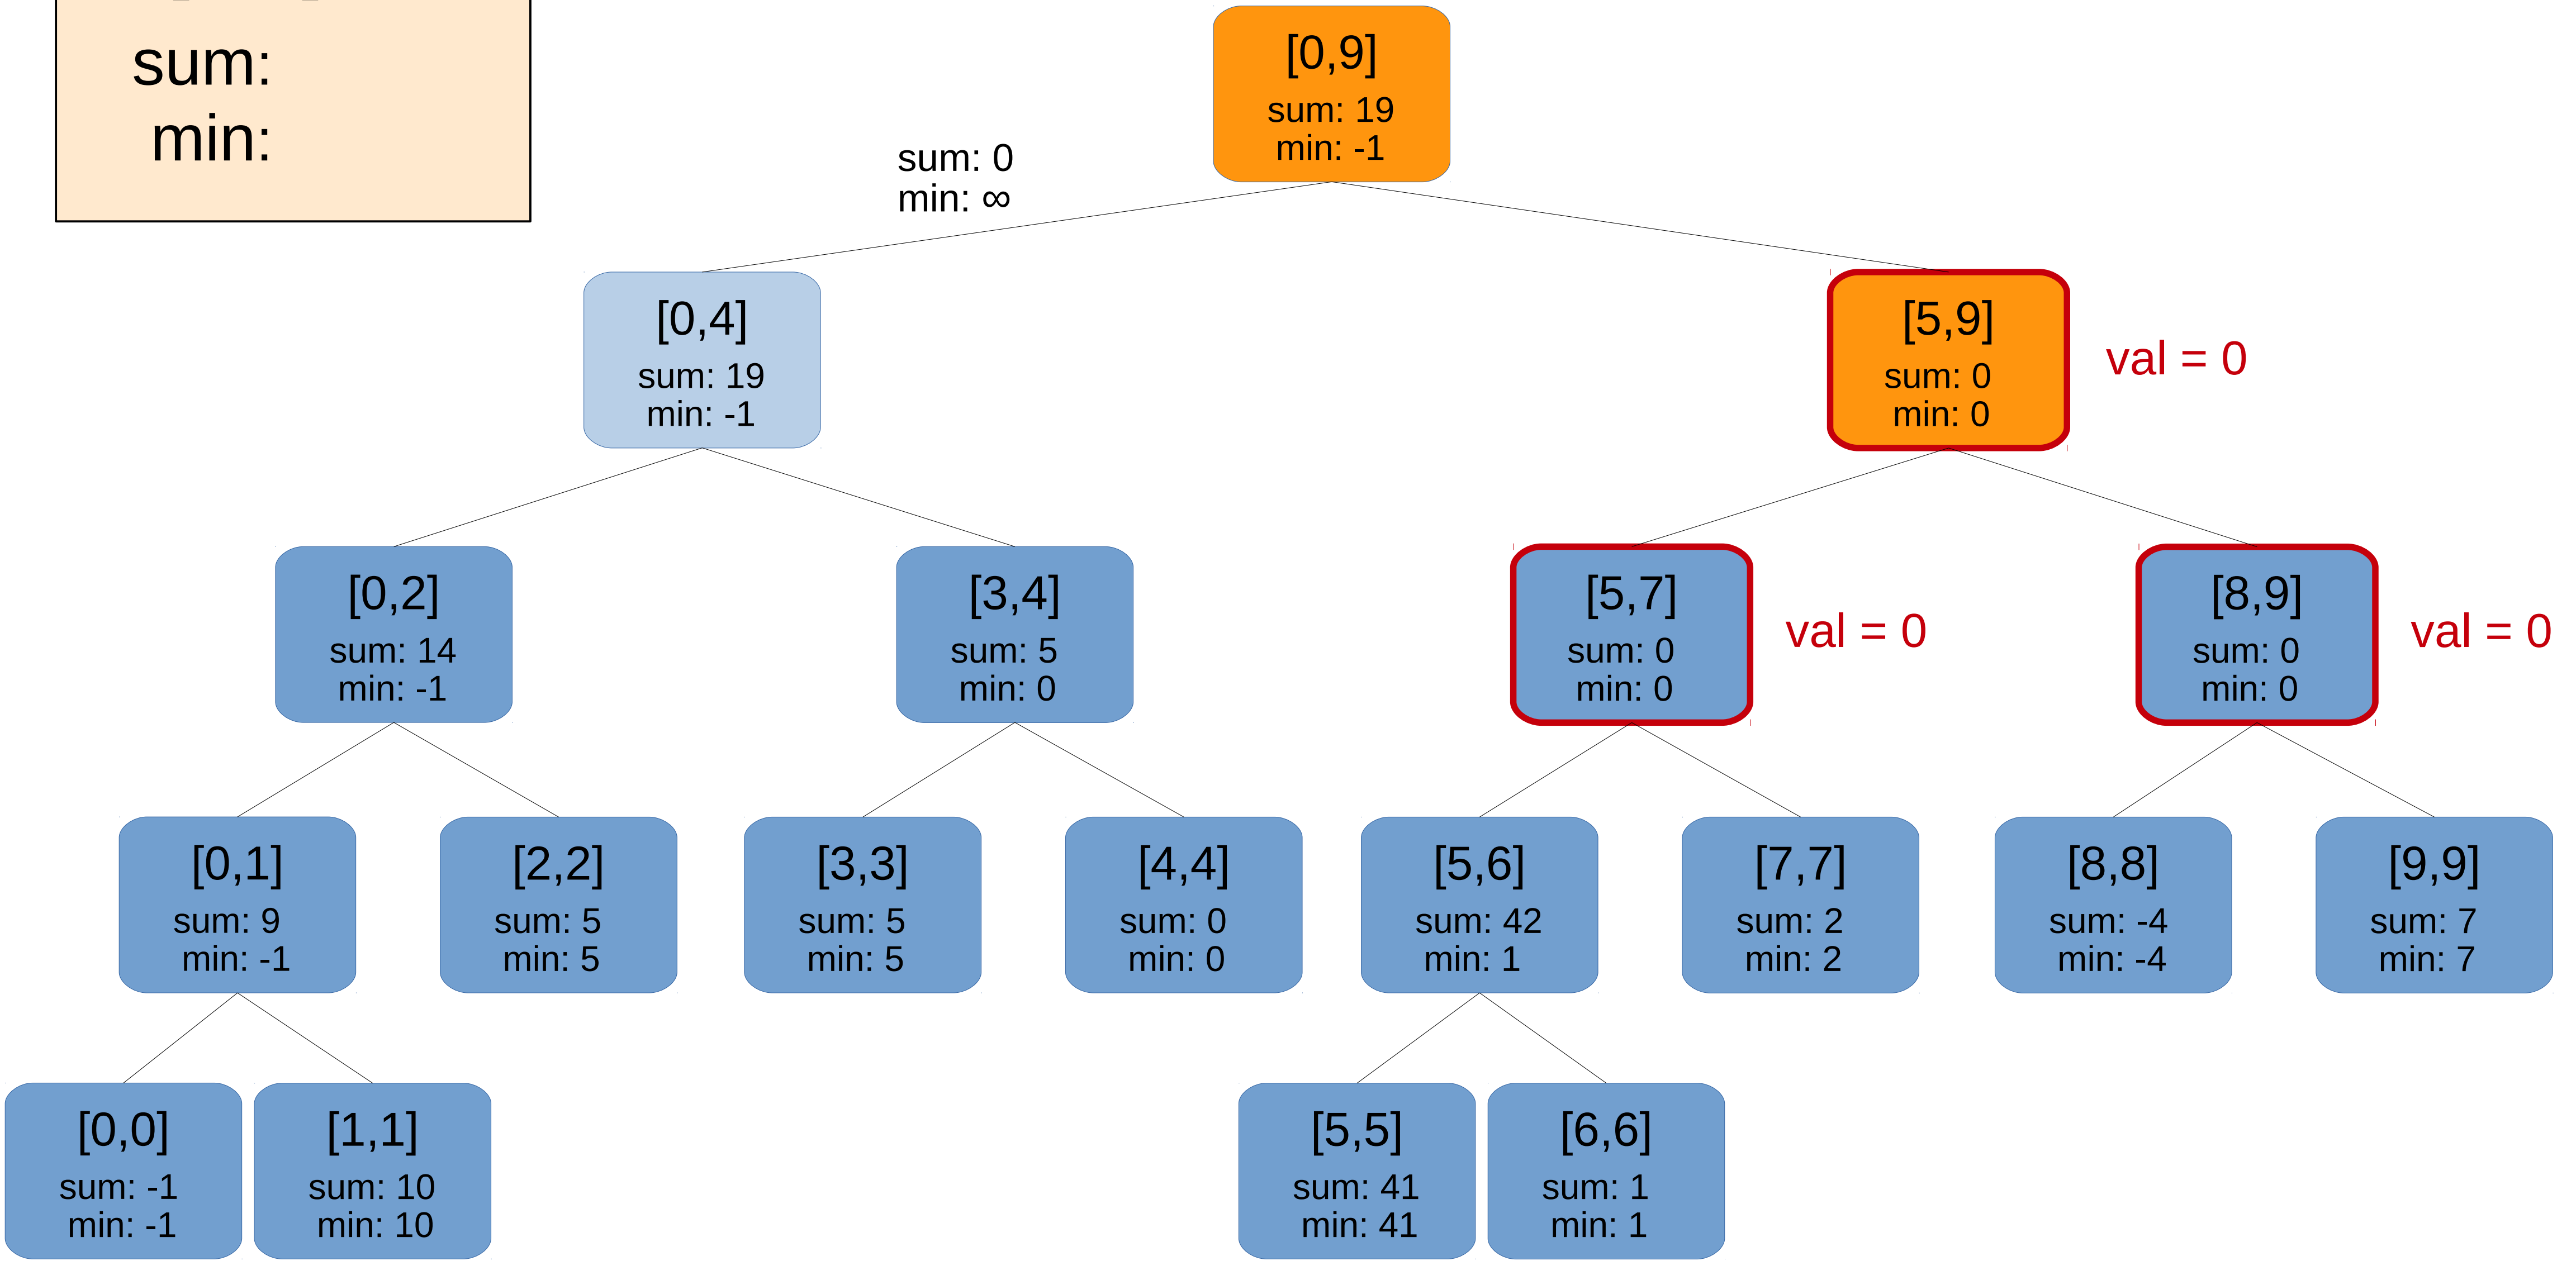 sum:
min:
[0,9]
sum: 19
min: -1
sum: 0
min: ∞
[0,4]
sum: 19
min: -1
[5,9]
sum: 0
min: 0
val = 0
[0,2]
sum: 14
min: -1
[3,4]
sum: 5
min: 0
[5,7]
sum: 0
min: 0
val = 0
[8,9]
sum: 0
min: 0
val = 0
[0,1]
sum: 9
min: -1
[2,2]
sum: 5
min: 5
[3,3]
sum: 5
min: 5
[4,4]
sum: 0
min: 0
[5,6]
sum: 42
min: 1
[7,7]
sum: 2
min: 2
[8,8]
sum: -4
min: -4
[9,9]
sum: 7
min: 7
[0,0]
sum: -1
min: -1
[1,1]
sum: 10
min: 10
[5,5]
sum: 41
min: 41
[6,6]
sum: 1
min: 1